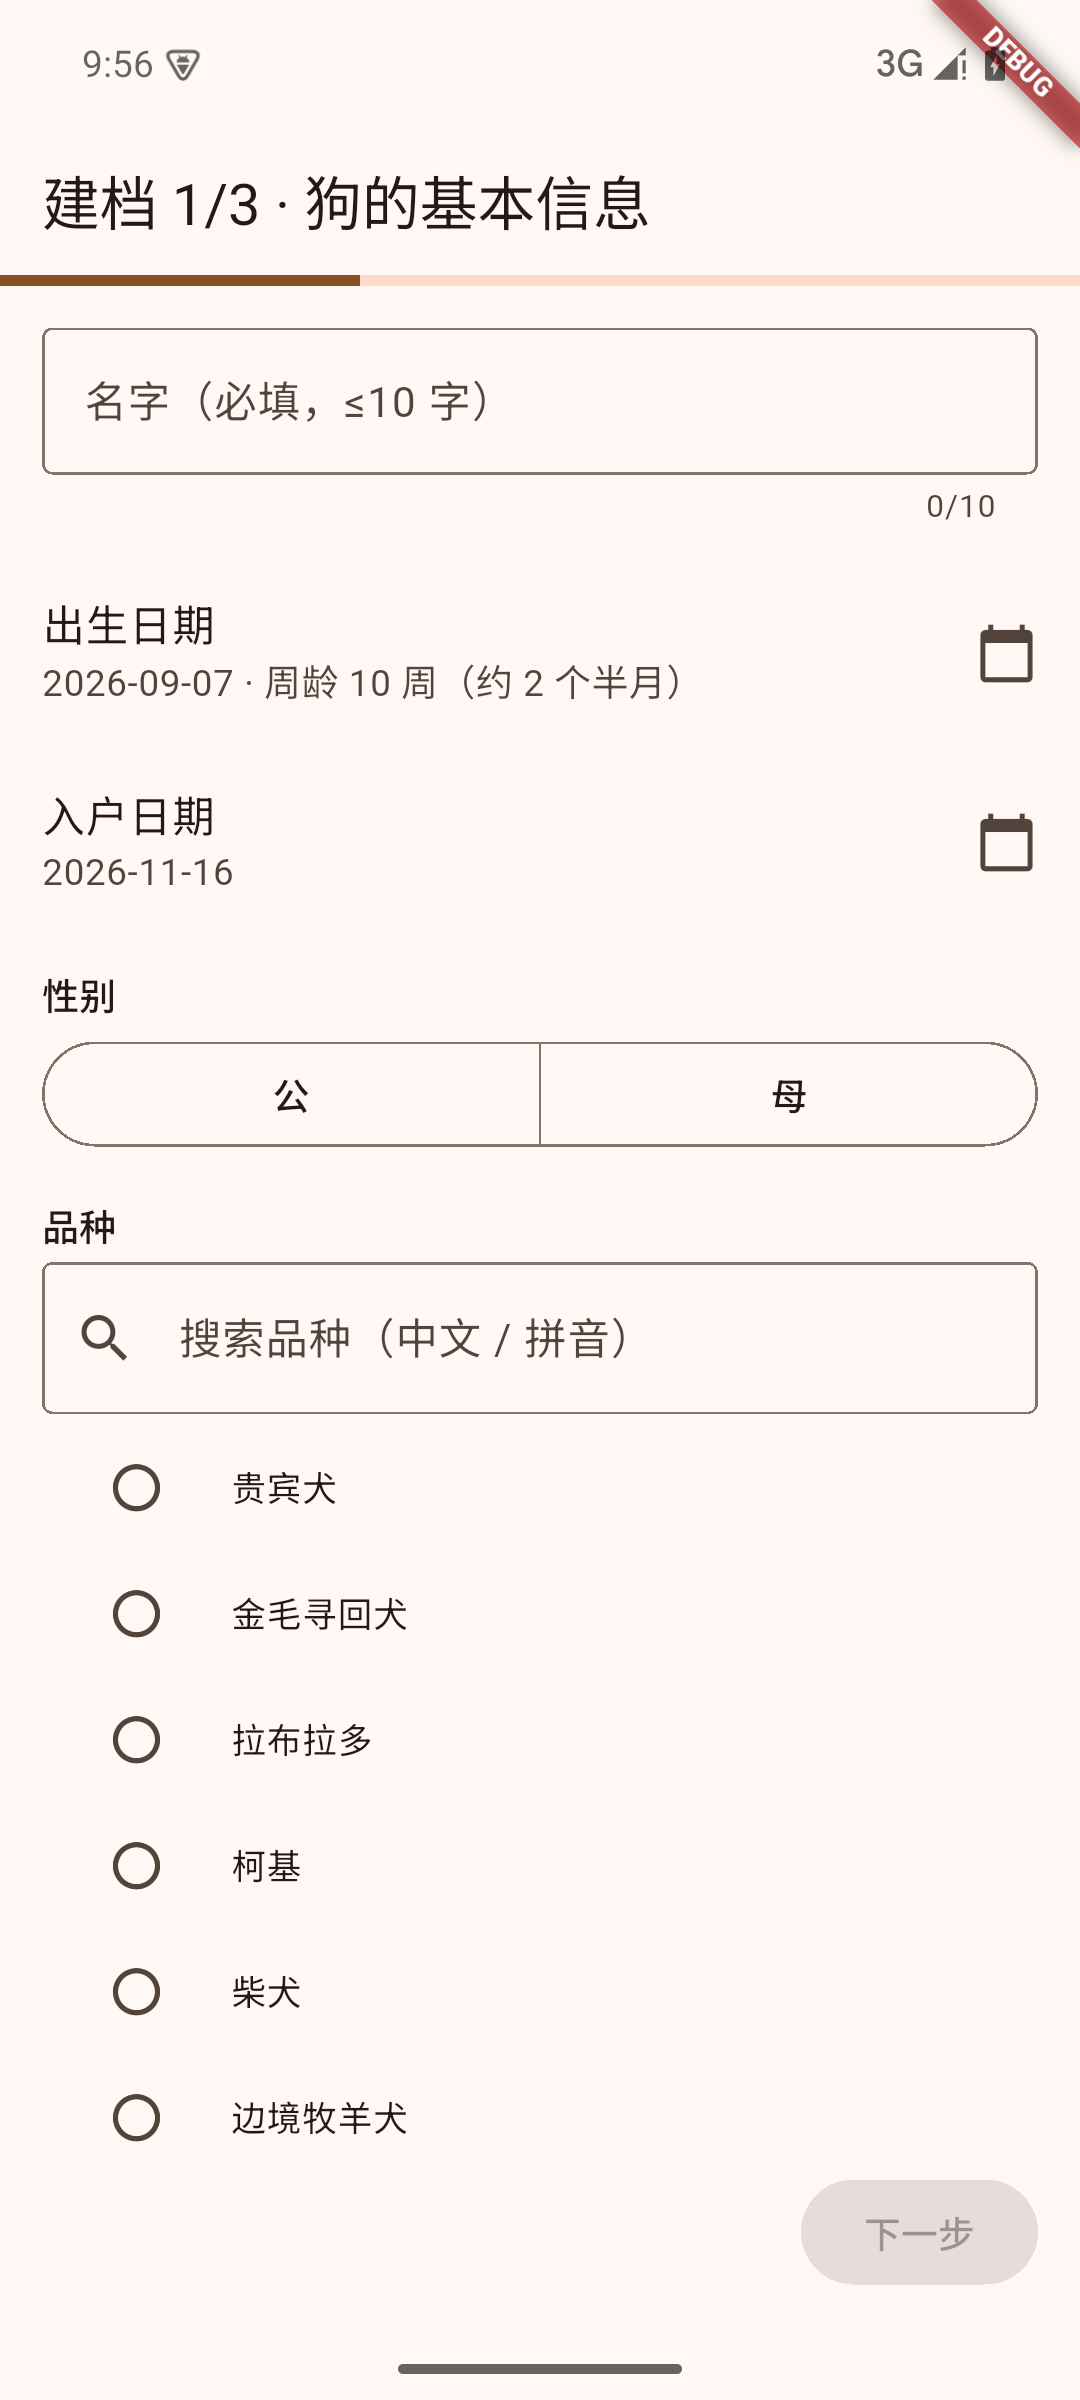 9:56
3G
DEBUG
建档 1/3 · 狗的基本信息
名字（必填，≤10 字）
0/10
出生日期
2026-09-07 · 周龄 10 周（约 2 个半月）
入户日期
2026-11-16
性别
公
母
品种
搜索品种（中文 / 拼音）
贵宾犬
金毛寻回犬
拉布拉多
柯基
柴犬
边境牧羊犬
下一步